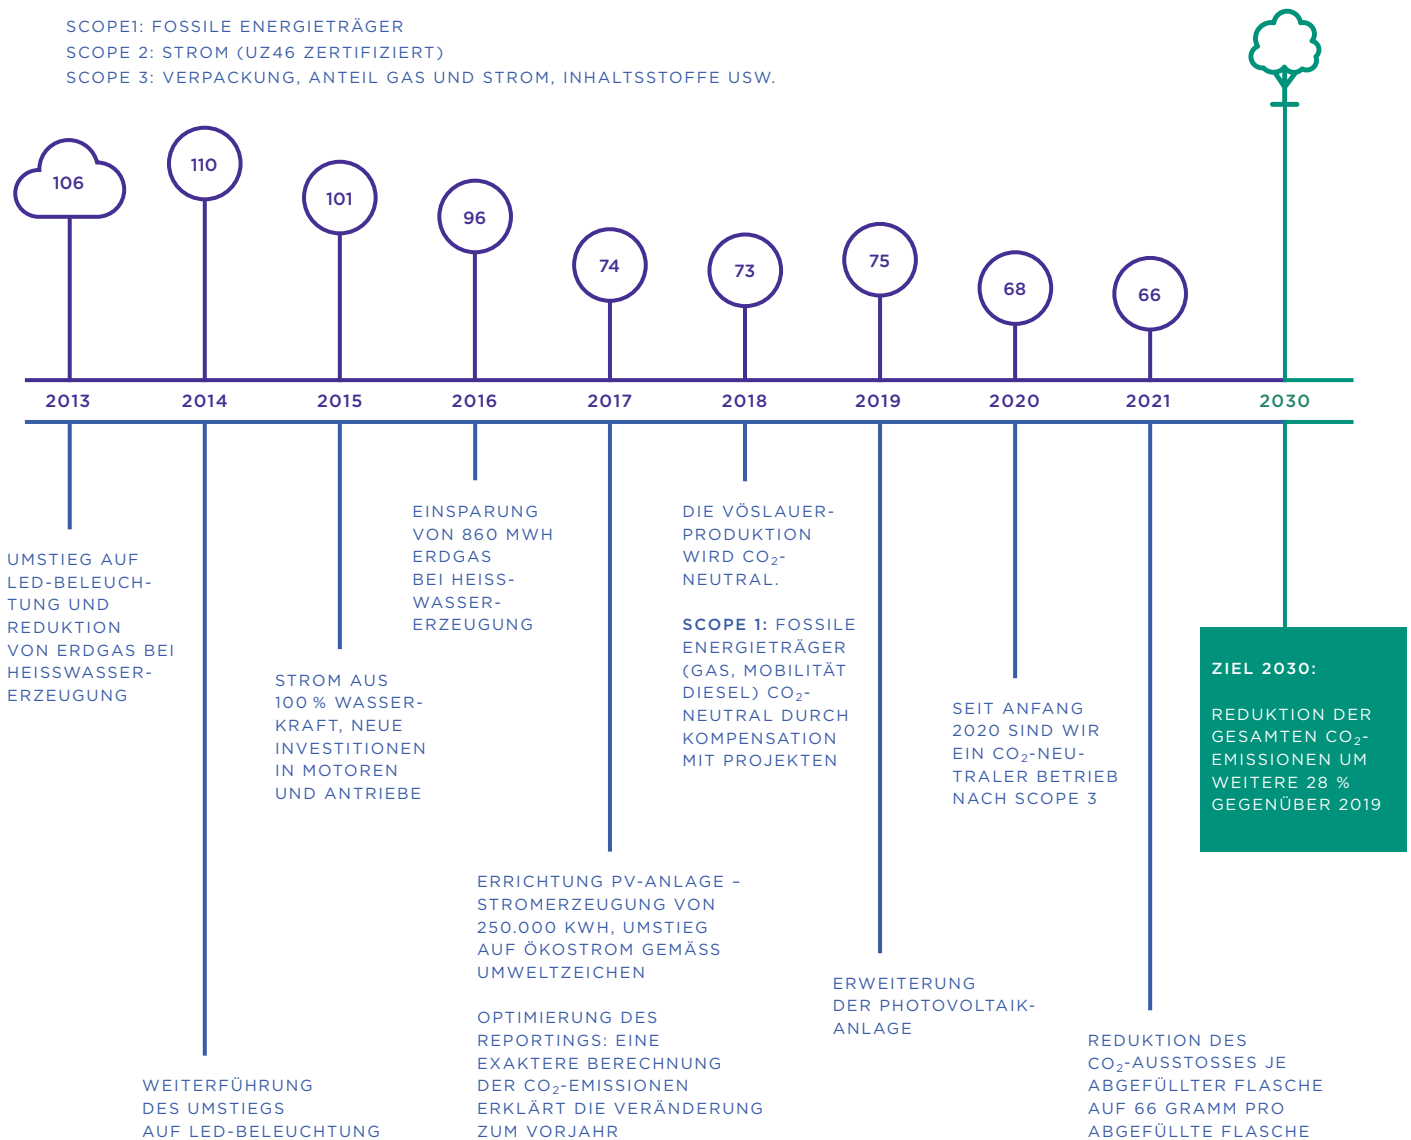 SCOPE1: FOSSILE ENERGIETRÄGER
SCOPE 2: STROM (UZ46 ZERTIFIZIERT)
SCOPE 3: VERPACKUNG, ANTEIL GAS UND STROM, INHALTSSTOFFE USW.
106
110
101
96
74
73
75
68
66
2013
2014
2015
2016
2017
2018
2019
2020
2021
2030
UMSTIEG AUF
LED-BELEUCH-
TUNG UND
REDUKTION
VON ERDGAS BEI
HEISSWASSER-
ERZEUGUNG
WEITERFÜHRUNG
DES UMSTIEGS
AUF LED-BELEUCHTUNG
STROM AUS
100 % WASSER-
KRAFT, NEUE
INVESTITIONEN
IN MOTOREN
UND ANTRIEBE
EINSPARUNG
VON 860 MWH
ERDGAS
BEI HEISS-
WASSER-
ERZEUGUNG
ERRICHTUNG PV-ANLAGE –
STROMERZEUGUNG VON
250.000 KWH, UMSTIEG
AUF ÖKOSTROM GEMÄSS
UMWELTZEICHEN
OPTIMIERUNG DES
REPORTINGS: EINE
EXAKTERE BERECHNUNG
DER CO₂-EMISSIONEN
ERKLÄRT DIE VERÄNDERUNG
ZUM VORJAHR
DIE VÖSLAUER-
PRODUKTION
WIRD CO₂-
NEUTRAL.
SCOPE 1: FOSSILE
ENERGIETRÄGER
(GAS, MOBILITÄT
DIESEL) CO₂-
NEUTRAL DURCH
KOMPENSATION
MIT PROJEKTEN
ERWEITERUNG
DER PHOTOVOLTAIK-
ANLAGE
SEIT ANFANG
2020 SIND WIR
EIN CO₂-NEU-
TRALER BETRIEB
NACH SCOPE 3
REDUKTION DES
CO₂-AUSSTOSSES JE
ABGEFÜLLTER FLASCHE
AUF 66 GRAMM PRO
ABGEFÜLLTE FLASCHE
ZIEL 2030:
REDUKTION DER
GESAMTEN CO₂-
EMISSIONEN UM
WEITERE 28 %
GEGENÜBER 2019